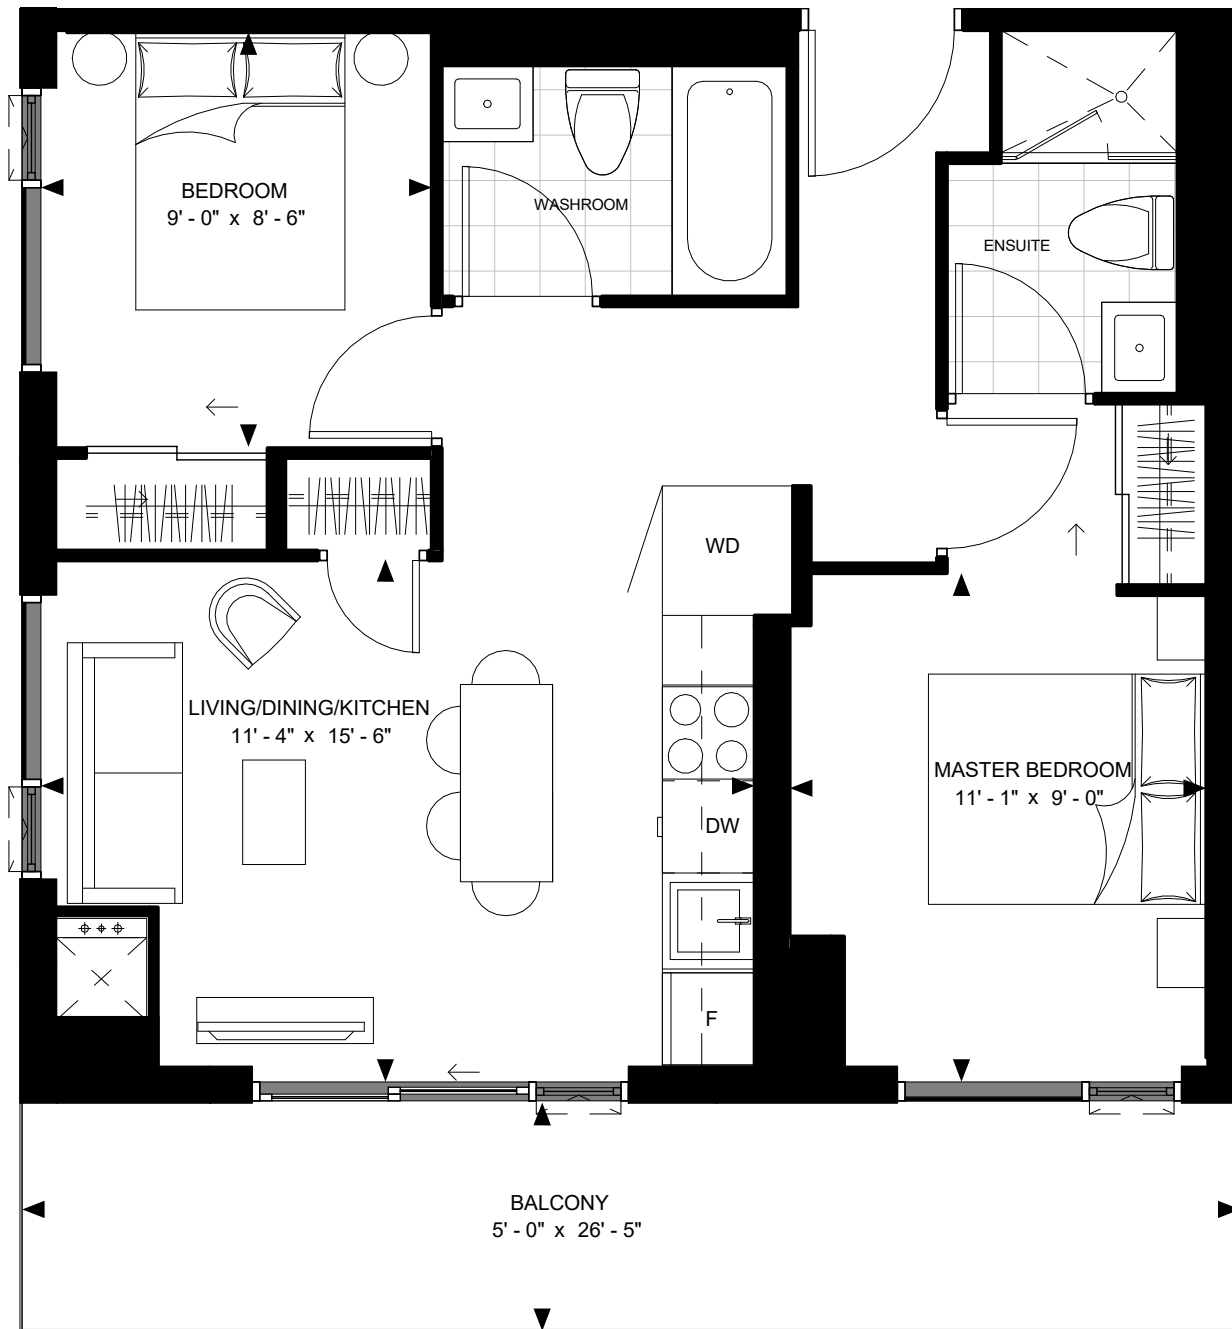 BEDROOM
9' - 0" x 8' - 6"
WASHROOM
ENSUITE
WD
LIVING/DINING/KITCHEN
11' - 4" x 15' - 6"
MASTER BEDROOM
11' - 1" x 9' - 0"
DW
F
BALCONY
5' - 0" x 26' - 5"